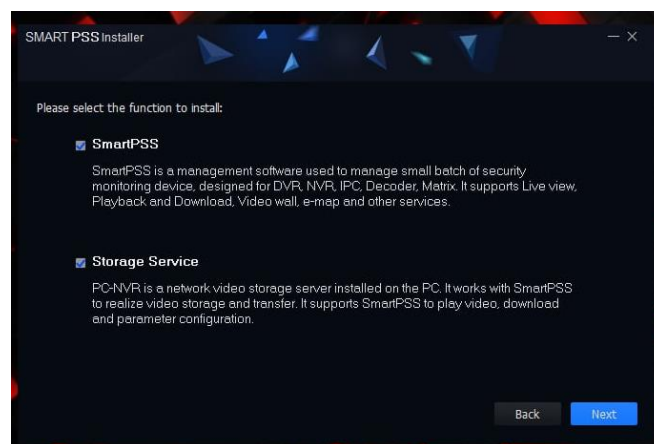 SMART PSS Installer
Please select the function to install:
SmartPSS
SmartPSS is a management software used to manage small batch of security
monitoring device, designed for DVR, NVR, IPC, Decoder, Matrix. It supports Live view,
Playback and Download, Video wall, e-map and other services.
Storage Service
PC-NVR is a network video storage server installed on the PC. It works with SmartPSS
to realize video storage and transfer. It supports SmartPSS to play video, download
and parameter configuration.
Back Next